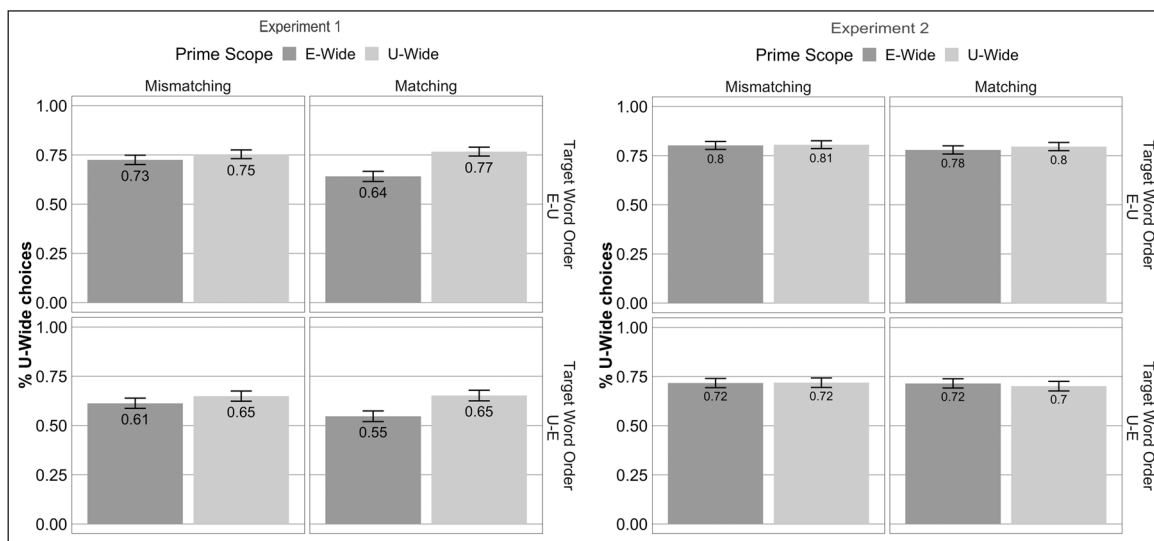 Experiment 1
Prime Scope E-Wide U-Wide
Mismatching Matching
% U-Wide choices
1.00
0.75
0.50
0.25
0.00
0.73 0.75 0.64 0.77
Target Word Order
E-U
1.00
0.75
0.50
0.25
0.00
0.61 0.65 0.55 0.65
Target Word Order
U-E
Experiment 2
Prime Scope E-Wide U-Wide
Mismatching Matching
% U-Wide choices
1.00
0.75
0.50
0.25
0.00
0.8 0.81 0.78 0.8
Target Word Order
E-U
1.00
0.75
0.50
0.25
0.00
0.72 0.72 0.72 0.7
Target Word Order
U-E